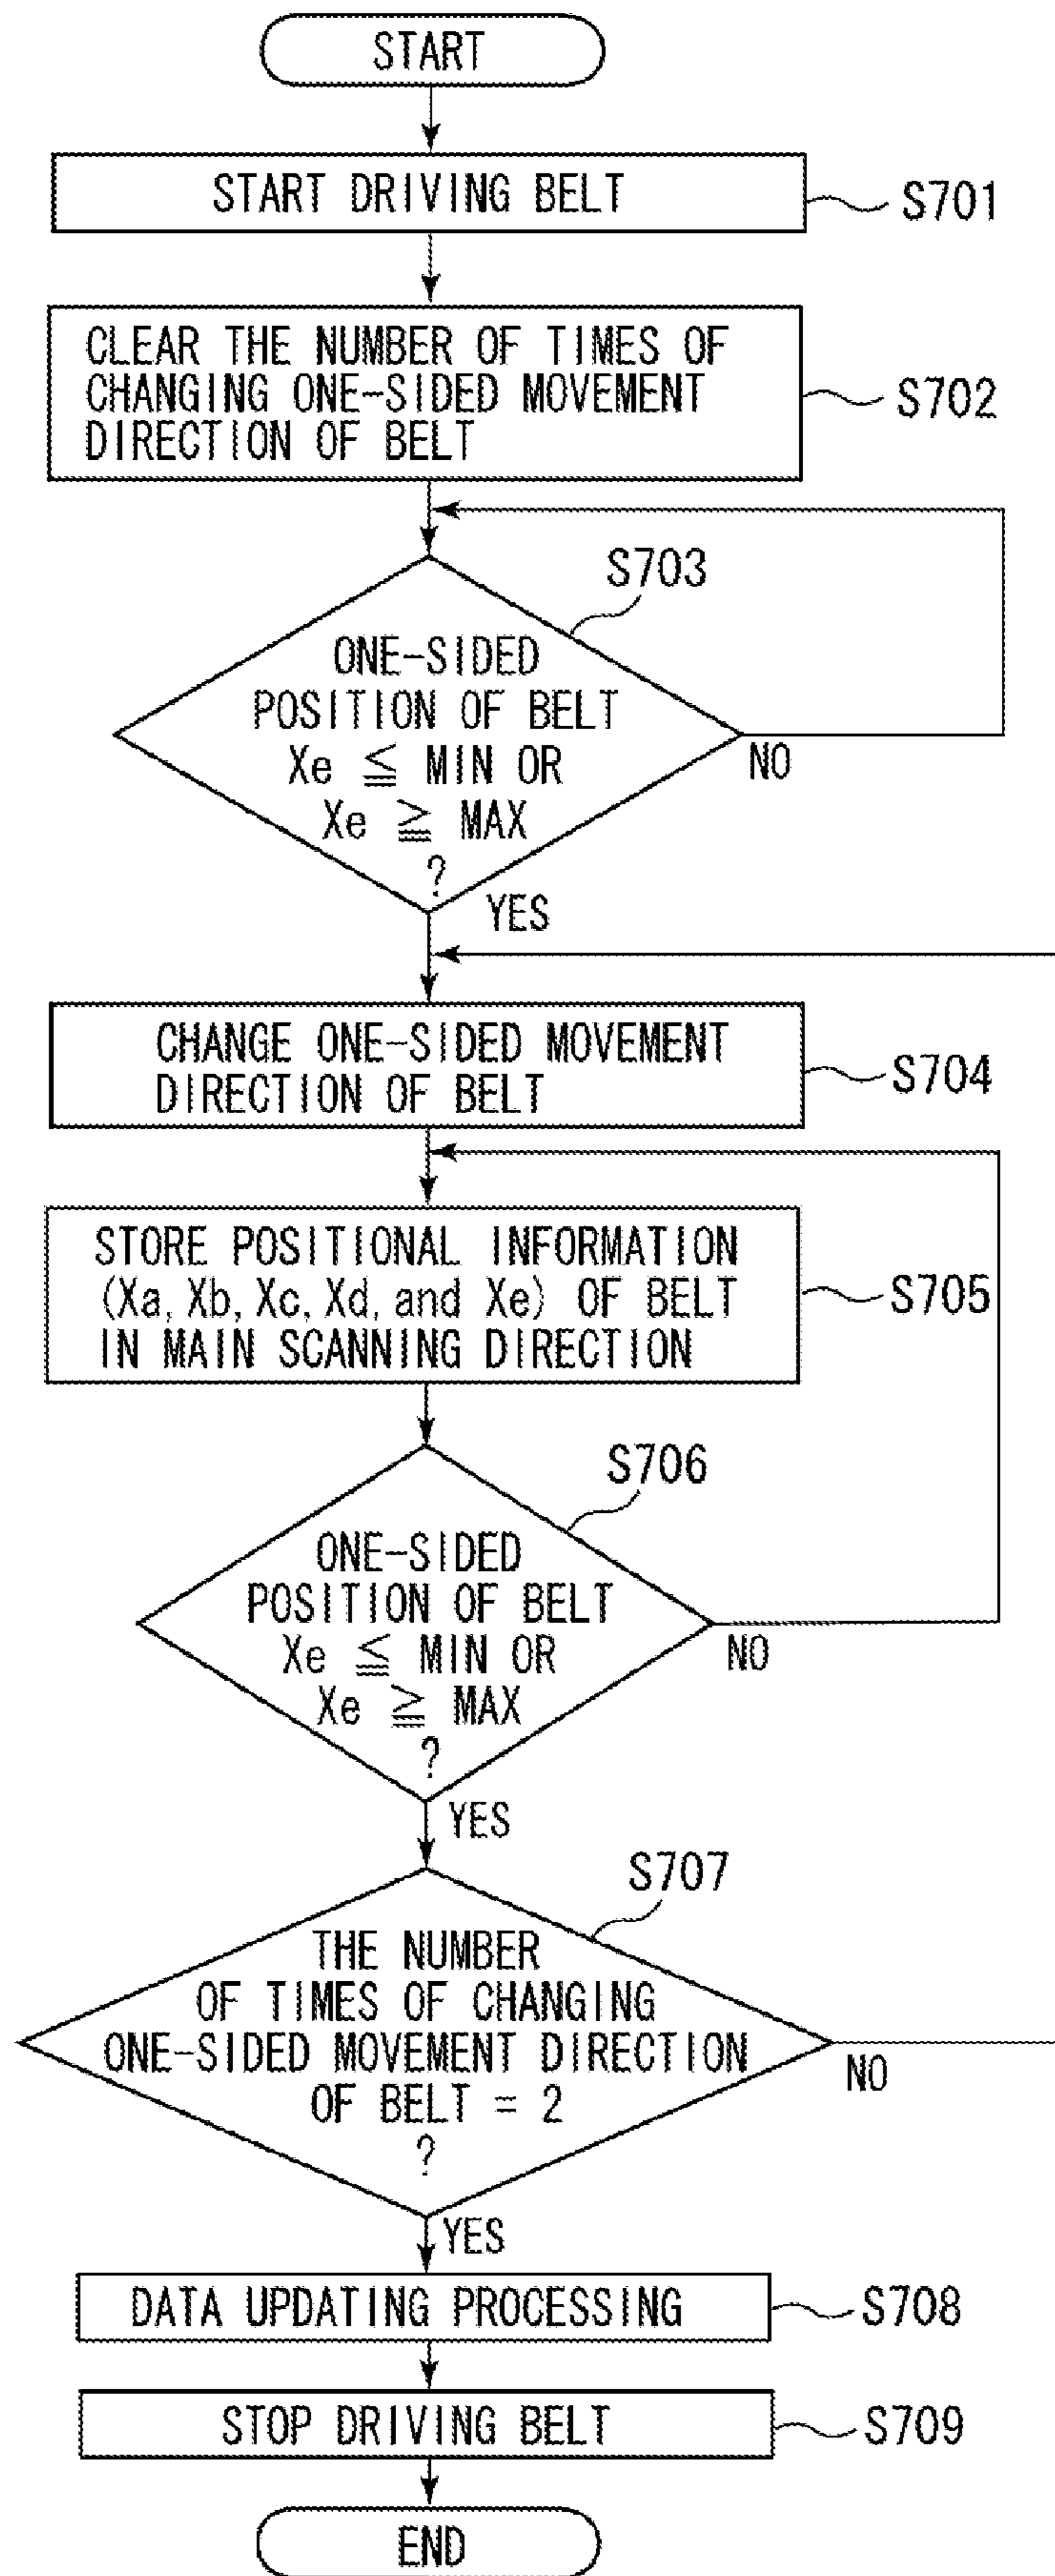 START
START DRIVING BELT
S701
CLEAR THE NUMBER OF TIMES OF
CHANGING ONE-SIDED MOVEMENT
DIRECTION OF BELT
S702
S703
ONE-SIDED
POSITION OF BELT
Xe ≦ MIN OR
Xe ≧ MAX
?
NO
YES
CHANGE ONE-SIDED MOVEMENT
DIRECTION OF BELT
S704
STORE POSITIONAL INFORMATION
(Xa, Xb, Xc, Xd, and Xe) OF BELT
IN MAIN SCANNING DIRECTION
S705
S706
ONE-SIDED
POSITION OF BELT
Xe ≦ MIN OR
Xe ≧ MAX
?
NO
YES
S707
THE NUMBER
OF TIMES OF CHANGING
ONE-SIDED MOVEMENT DIRECTION
OF BELT = 2
?
NO
YES
DATA UPDATING PROCESSING
S708
STOP DRIVING BELT
S709
END